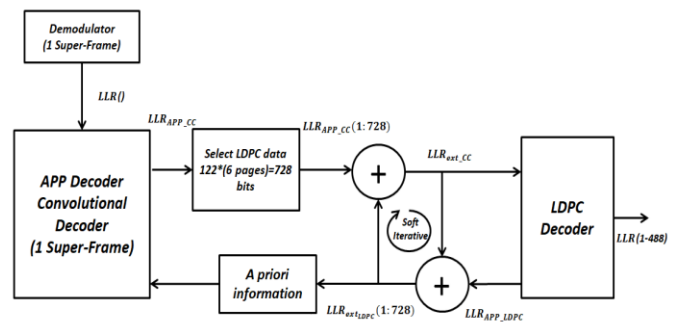 Demodulator
(1 Super-Frame)
LLR()
LLR_APP_CC
LLR_APP_CC(1:728)
Select LDPC data
122*(6 pages)=728
bits
+
LLR_ext_CC
APP Decoder
Convolutional
Decoder
(1 Super-Frame)
LDPC
Decoder
Soft
Iterative
LLR(1-488)
A priori
information
+
LLR_ext_LDPC(1:728)
LLR_APP_LDPC